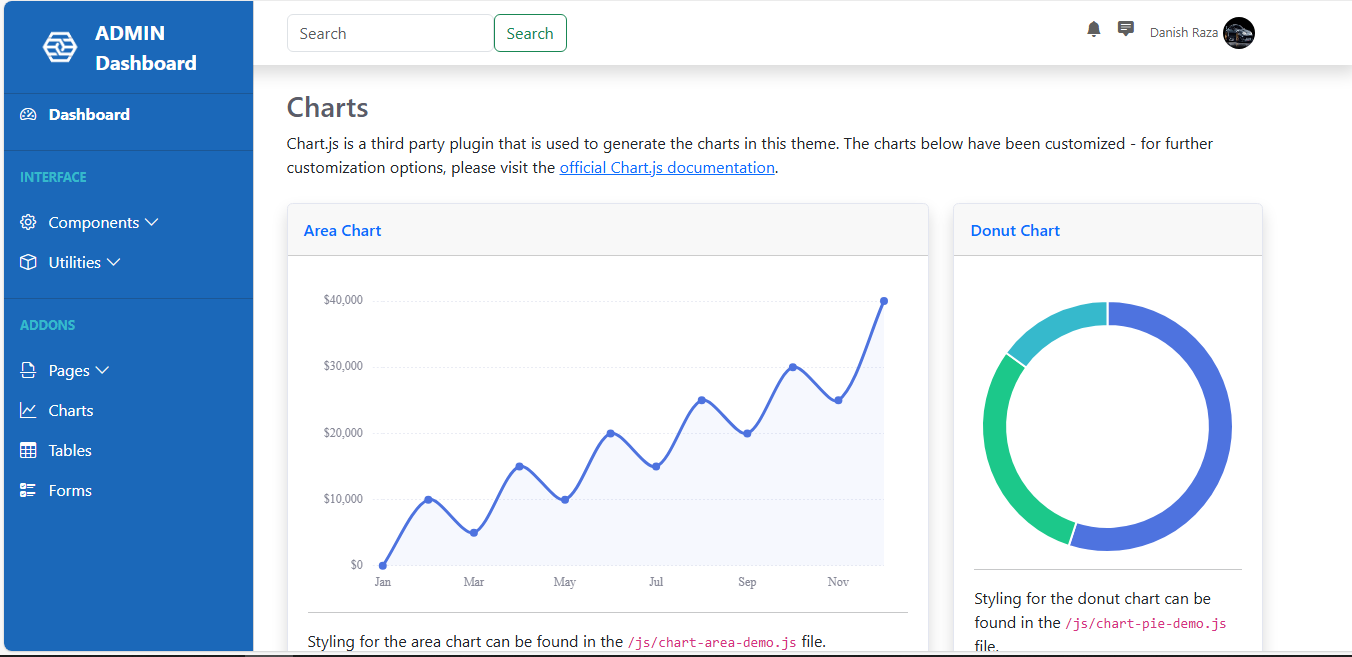 ADMIN
Dashboard
Dashboard
INTERFACE
Components
Utilities
ADDONS
Pages
Charts
Tables
Forms
Search
Search
Danish Raza
Charts
Chart.js is a third party plugin that is used to generate the charts in this theme. The charts below have been customized - for further
customization options, please visit the official Chart.js documentation.
Area Chart
$40,000
$30,000
$20,000
$10,000
$0
Jan
Mar
May
Jul
Sep
Nov
Styling for the area chart can be found in the /js/chart-area-demo.js file.
Donut Chart
Styling for the donut chart can be
found in the /js/chart-pie-demo.js
file.